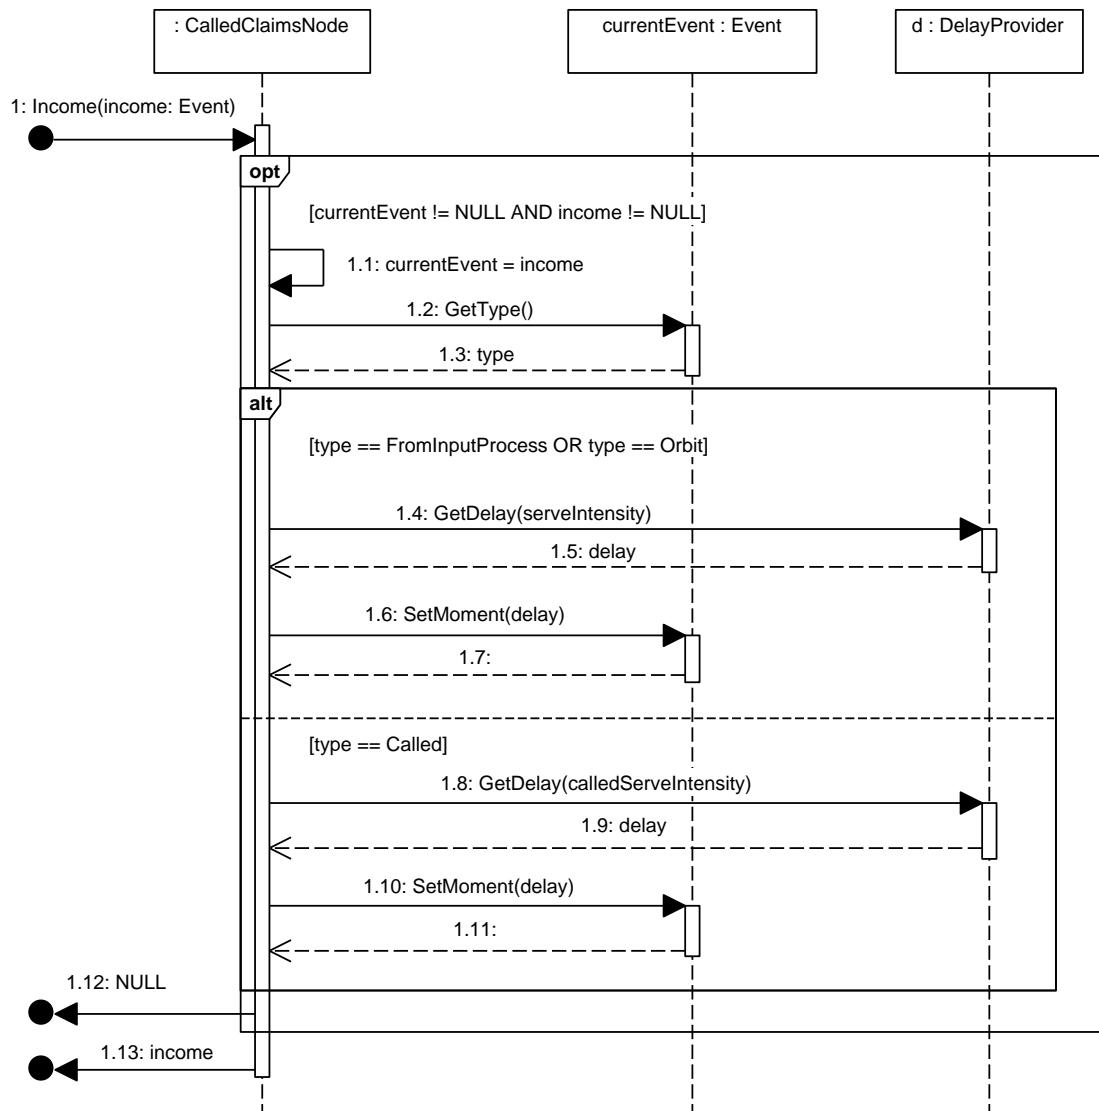 : CalledClaimsNode
currentEvent : Event
d : DelayProvider
1: Income(income: Event)
opt
[currentEvent != NULL AND income != NULL]
1.1: currentEvent = income
1.2: GetType()
1.3: type
alt
[type == FromInputProcess OR type == Orbit]
1.4: GetDelay(serveIntensity)
1.5: delay
1.6: SetMoment(delay)
1.7:
[type == Called]
1.8: GetDelay(calledServeIntensity)
1.9: delay
1.10: SetMoment(delay)
1.11:
1.12: NULL
1.13: income